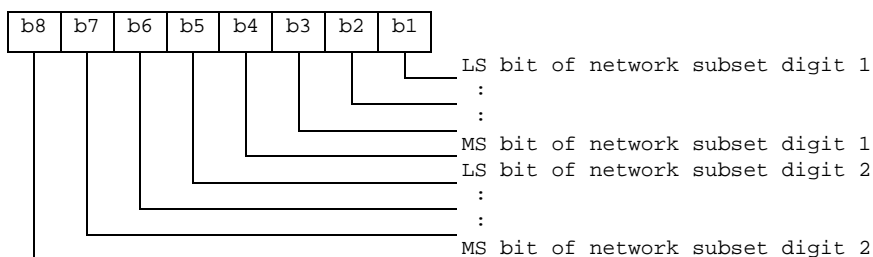 b8 b7 b6 b5 b4 b3 b2 b1
LS bit of network subset digit 1
:
:
MS bit of network subset digit 1
LS bit of network subset digit 2
:
:
MS bit of network subset digit 2